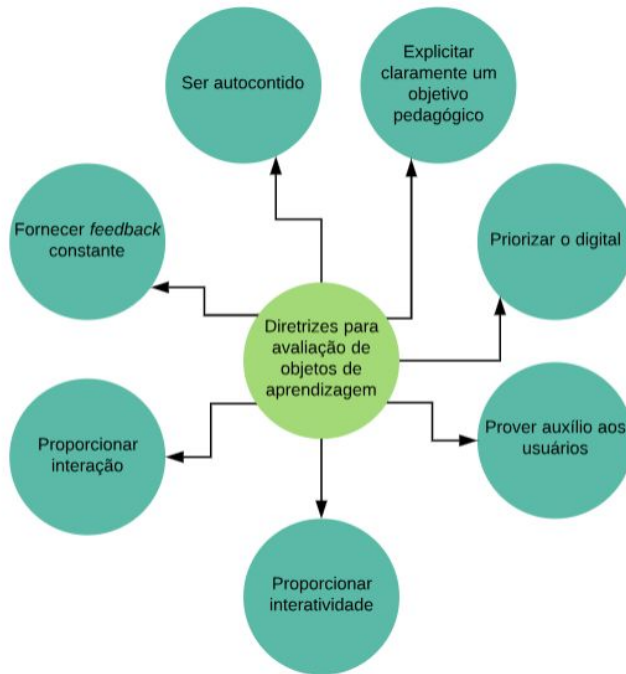 Ser autocontido
Explicitar
claramente um
objetivo
pedagógico
Fornecer feedback
constante
Priorizar o digital
Diretrizes para
avaliação de
objetos de
aprendizagem
Proporcionar
interação
Prover auxílio aos
usuários
Proporcionar
interatividade